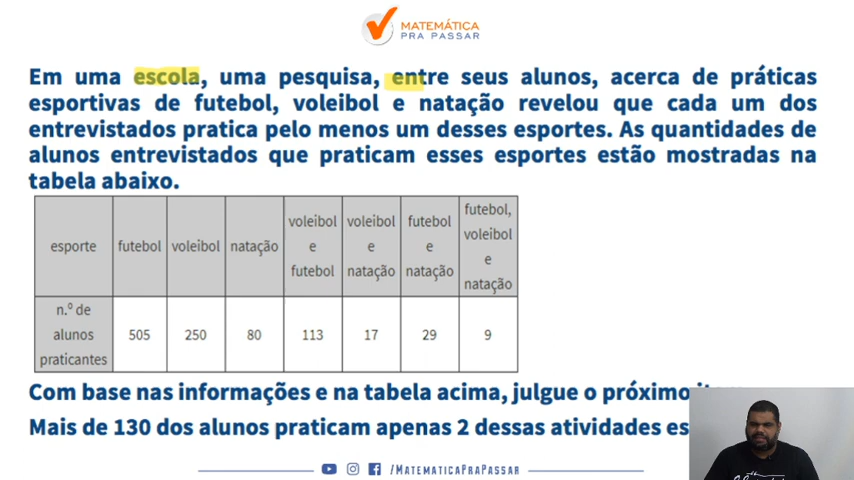 MATEMÁTICA
PRA PASSAR
Em uma escola, uma pesquisa, entre seus alunos, acerca de práticas
esportivas de futebol, voleibol e natação revelou que cada um dos
entrevistados pratica pelo menos um desses esportes. As quantidades de
alunos entrevistados que praticam esses esportes estão mostradas na
tabela abaixo.
esporte futebol voleibol natação voleibol e futebol voleibol e natação futebol e natação futebol, voleibol e natação
n.º de alunos praticantes 505 250 80 113 17 29 9
Com base nas informações e na tabela acima, julgue o próximo
Mais de 130 dos alunos praticam apenas 2 dessas atividades
/MATEMATICAPRAPASSAR